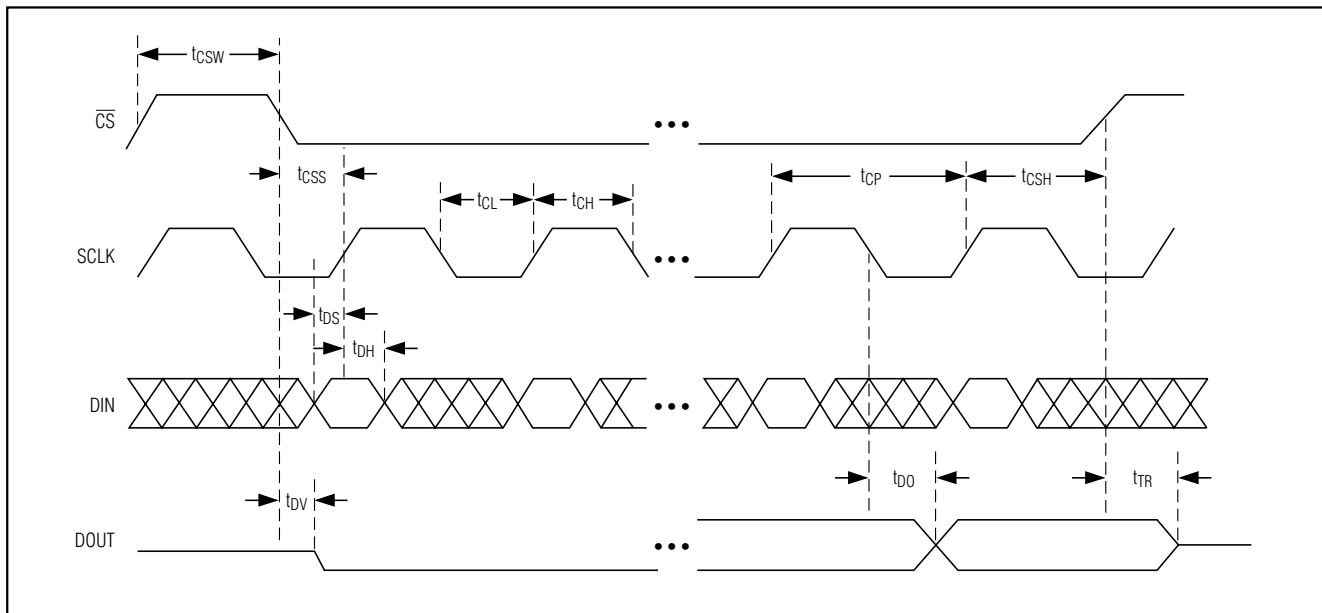 tCSW
CS
tCSS
tCP
tCSH
tCL
tCH
SCLK
•••
tDS
tDH
DIN
•••
tDO
tTR
tDV
DOUT
•••